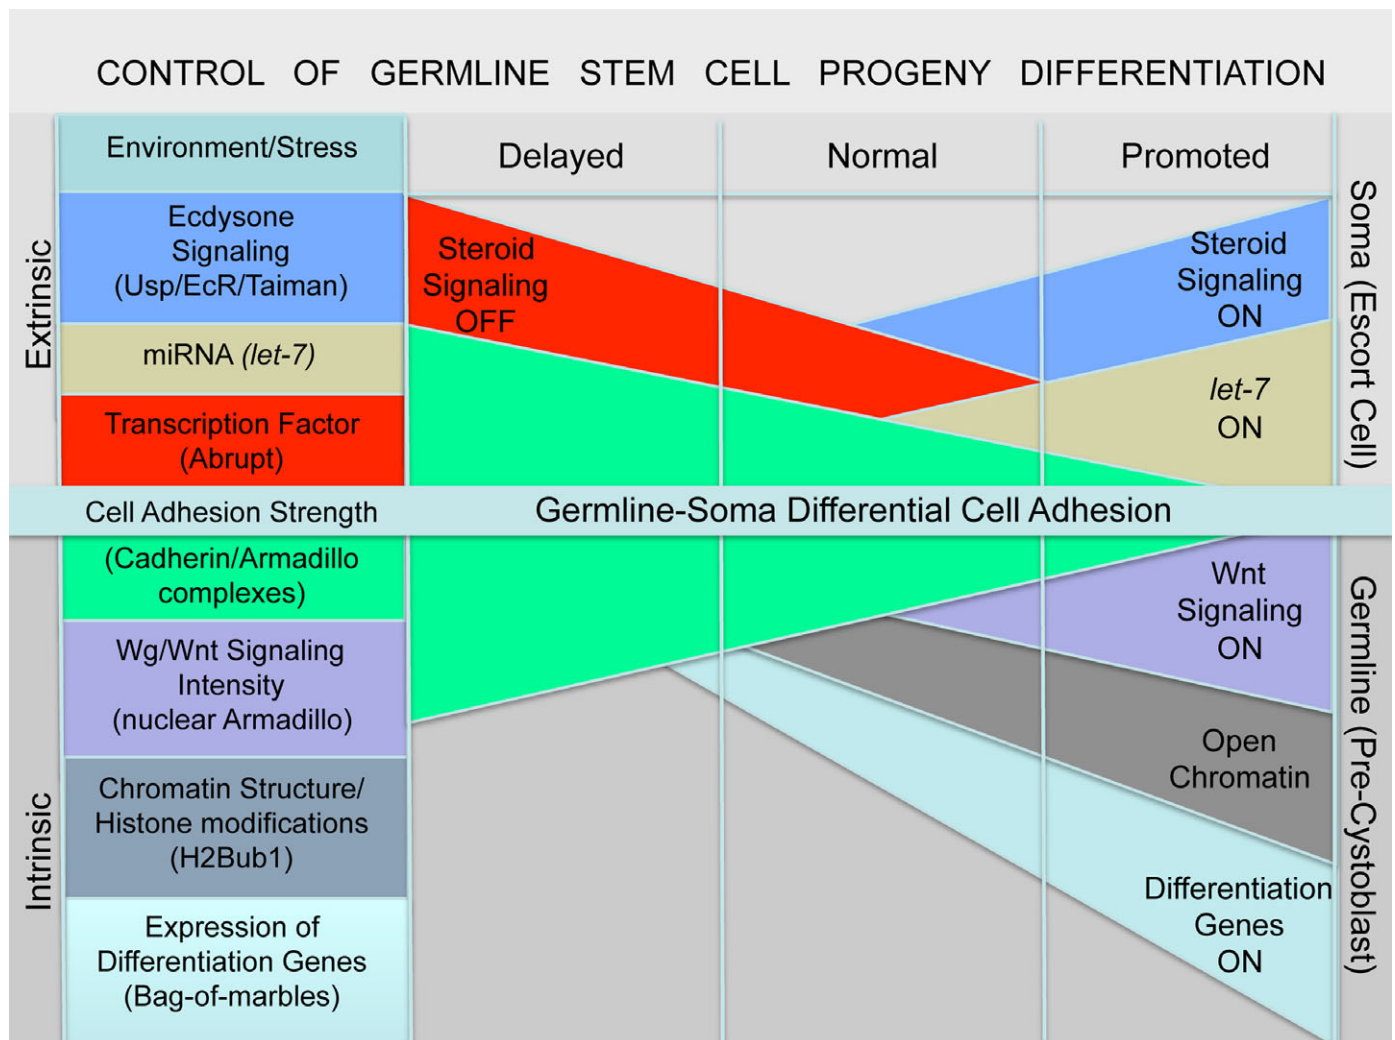 CONTROL OF GERMLINE STEM CELL PROGENY DIFFERENTIATION
Environment/Stress
Delayed
Normal
Promoted
Extrinsic
Ecdysone
Signaling
(Usp/EcR/Taiman)
miRNA (let-7)
Transcription Factor
(Abrupt)
Steroid
Signaling
OFF
Steroid
Signaling
ON
let-7
ON
Soma (Escort Cell)
Cell Adhesion Strength
Germline-Soma Differential Cell Adhesion
(Cadherin/Armadillo
complexes)
Intrinsic
Wg/Wnt Signaling
Intensity
(nuclear Armadillo)
Chromatin Structure/
Histone modifications
(H2Bub1)
Expression of
Differentiation Genes
(Bag-of-marbles)
Wnt
Signaling
ON
Open
Chromatin
Differentiation
Genes
ON
Germline (Pre-Cystoblast)